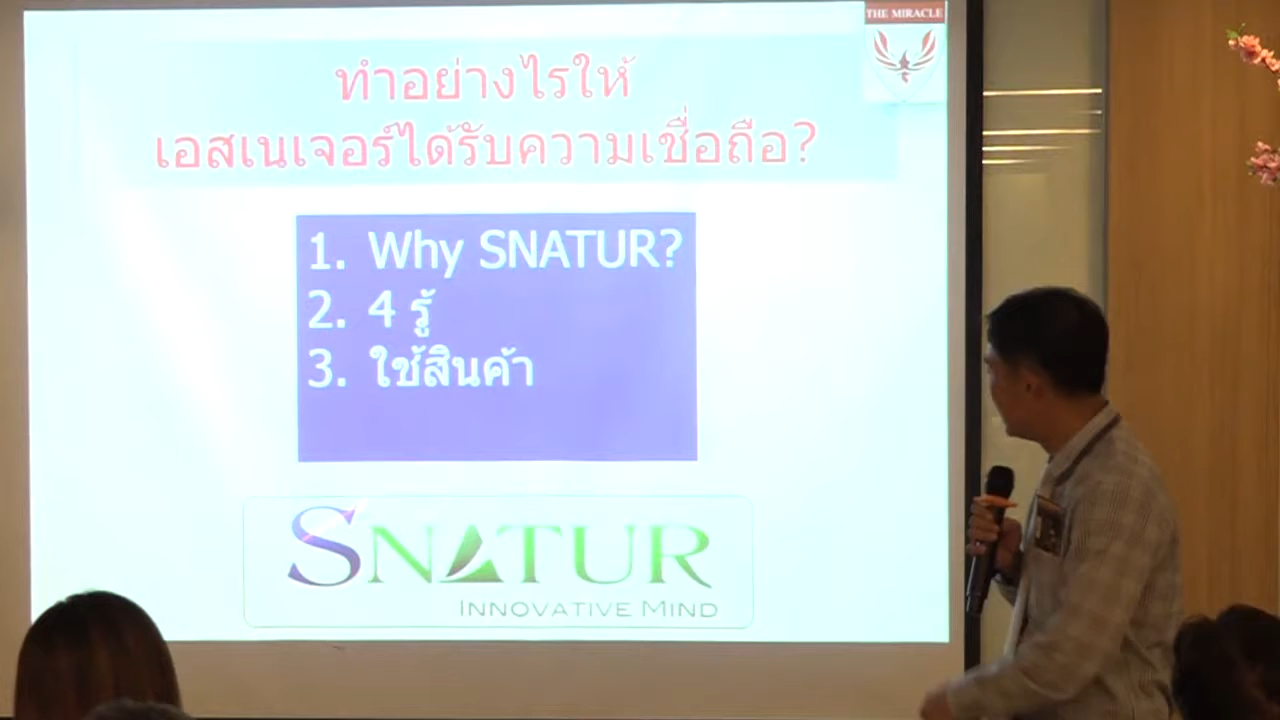 THE MIRACLE
ทำอย่างไรให้
เอสเนเจอร์ได้รับความเชื่อถือ?
1. Why SNATUR?
2. 4 รู้
3. ใช้สินค้า
SNATUR
INNOVATIVE MIND